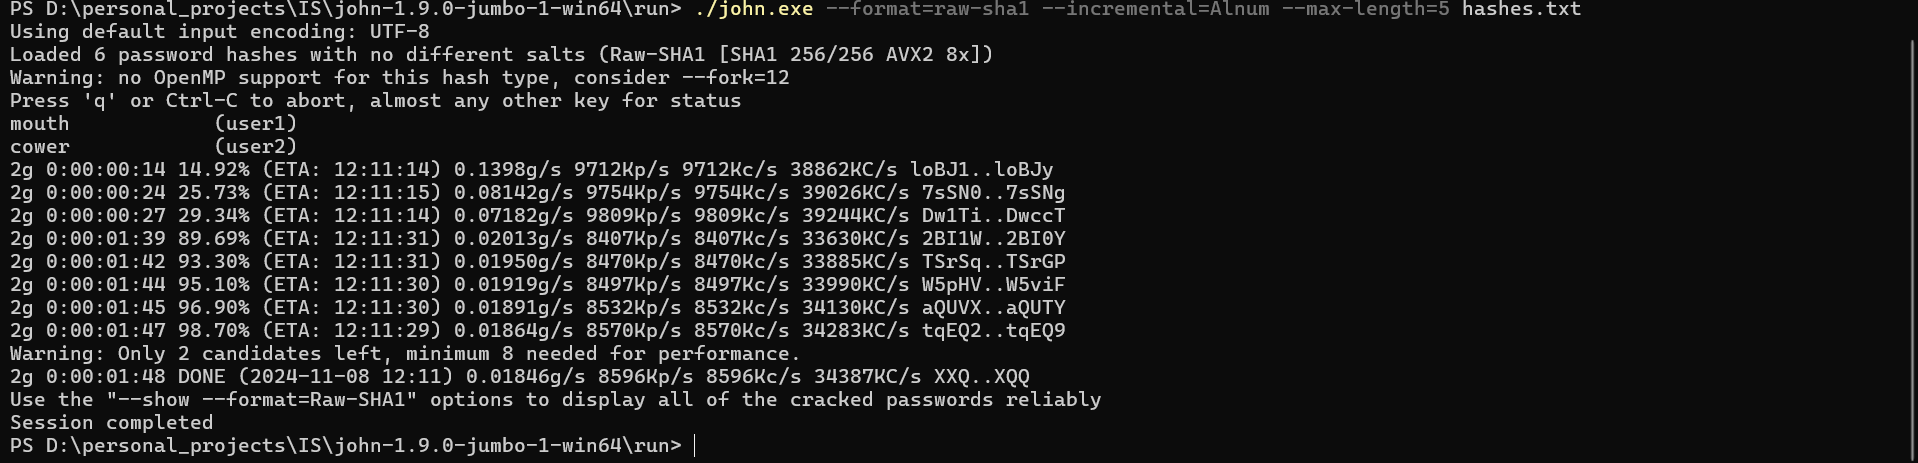 PS D:\personal_projects\IS\john-1.9.0-jumbo-1-win64\run> ./john.exe --format=raw-sha1 --incremental=Alnum --max-length=5 hashes.txt
Using default input encoding: UTF-8
Loaded 6 password hashes with no different salts (Raw-SHA1 [SHA1 256/256 AVX2 8x])
Warning: no OpenMP support for this hash type, consider --fork=12
Press 'q' or Ctrl-C to abort, almost any other key for status
mouth            (user1)
cower            (user2)
2g 0:00:00:14 14.92% (ETA: 12:11:14) 0.1398g/s 9712Kp/s 9712Kc/s 38862KC/s loBJ1..loBJy
2g 0:00:00:24 25.73% (ETA: 12:11:15) 0.08142g/s 9754Kp/s 9754Kc/s 39026KC/s 7sSN0..7sSNg
2g 0:00:00:27 29.34% (ETA: 12:11:14) 0.07182g/s 9809Kp/s 9809Kc/s 39244KC/s Dw1Ti..DwccT
2g 0:00:01:39 89.69% (ETA: 12:11:31) 0.02013g/s 8407Kp/s 8407Kc/s 33630KC/s 2BI1W..2BI0Y
2g 0:00:01:42 93.30% (ETA: 12:11:31) 0.01950g/s 8470Kp/s 8470Kc/s 33885KC/s TSrSq..TSrGP
2g 0:00:01:44 95.10% (ETA: 12:11:30) 0.01919g/s 8497Kp/s 8497Kc/s 33990KC/s W5pHV..W5viF
2g 0:00:01:45 96.90% (ETA: 12:11:30) 0.01891g/s 8532Kp/s 8532Kc/s 34130KC/s aQUVX..aQUTY
2g 0:00:01:47 98.70% (ETA: 12:11:29) 0.01864g/s 8570Kp/s 8570Kc/s 34283KC/s tqEQ2..tqEQ9
Warning: Only 2 candidates left, minimum 8 needed for performance.
2g 0:00:01:48 DONE (2024-11-08 12:11) 0.01846g/s 8596Kp/s 8596Kc/s 34387KC/s XXQ..XQQ
Use the "--show --format=Raw-SHA1" options to display all of the cracked passwords reliably
Session completed
PS D:\personal_projects\IS\john-1.9.0-jumbo-1-win64\run>